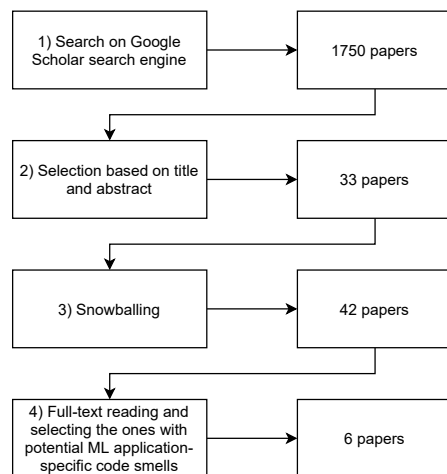 1) Search on Google
Scholar search engine
1750 papers
2) Selection based on title
and abstract
33 papers
3) Snowballing
42 papers
4) Full-text reading and
selecting the ones with
potential ML application-
specific code smells
6 papers